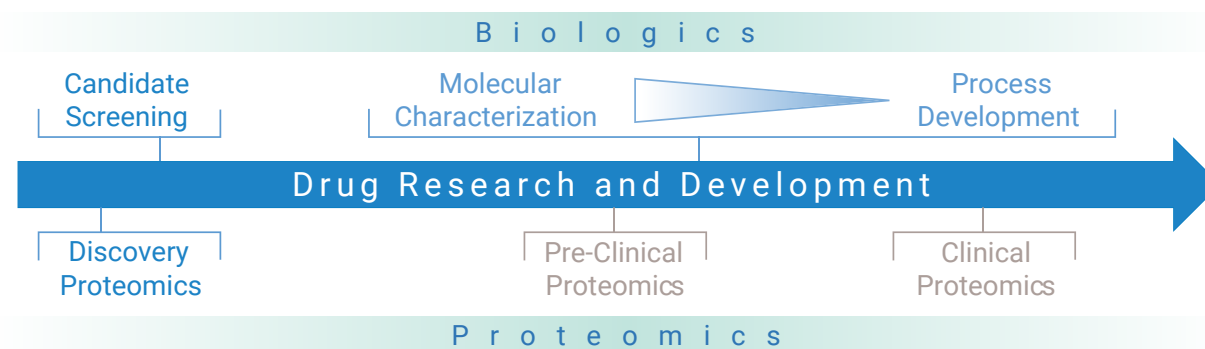 Biologics
Candidate
Screening
Molecular
Characterization
Process
Development
Drug Research and Development
Discovery
Proteomics
Pre-Clinical
Proteomics
Clinical
Proteomics
Proteomics